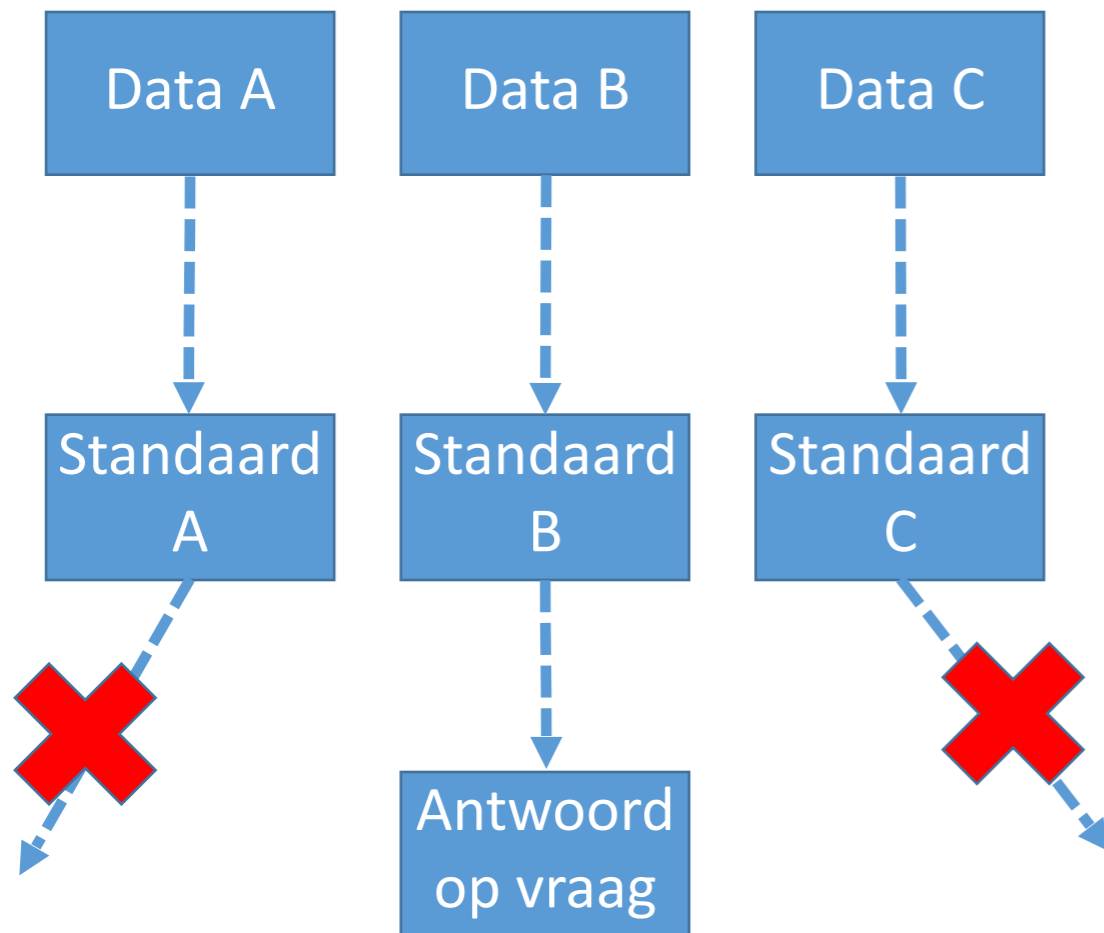 Data A
Data B
Data C
Standaard
A
Standaard
B
Standaard
C
Antwoord
op vraag